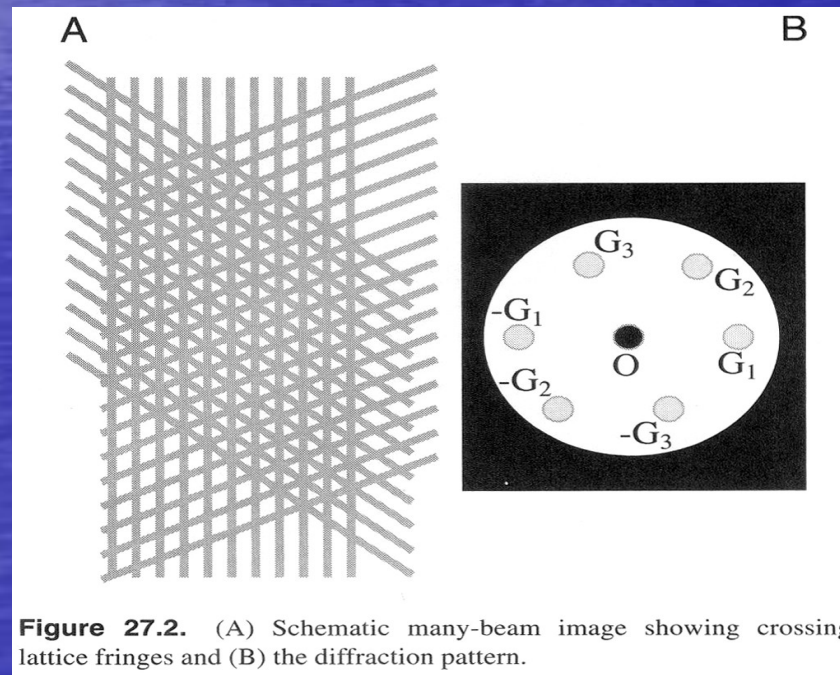 A
B
G3
G2
-G1
O
G1
-G2
-G3
Figure 27.2. (A) Schematic many-beam image showing crossing
lattice fringes and (B) the diffraction pattern.